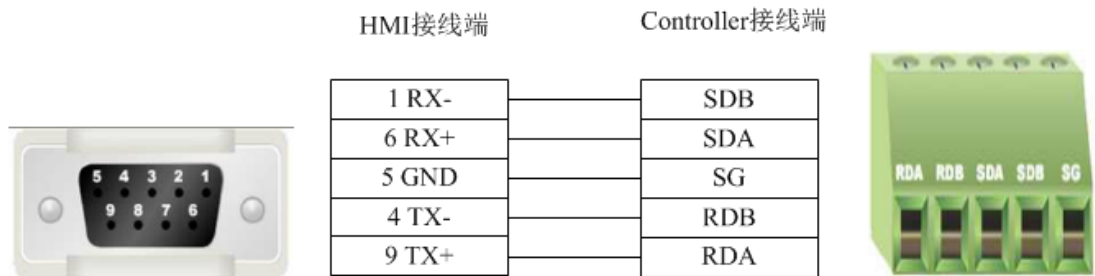 HMI接线端
Controller接线端
1 RX-
SDB
6 RX+
SDA
5 GND
SG
4 TX-
RDB
9 TX+
RDA
5 4 3 2 1
9 8 7 6
RDA RDB SDA SDB SG